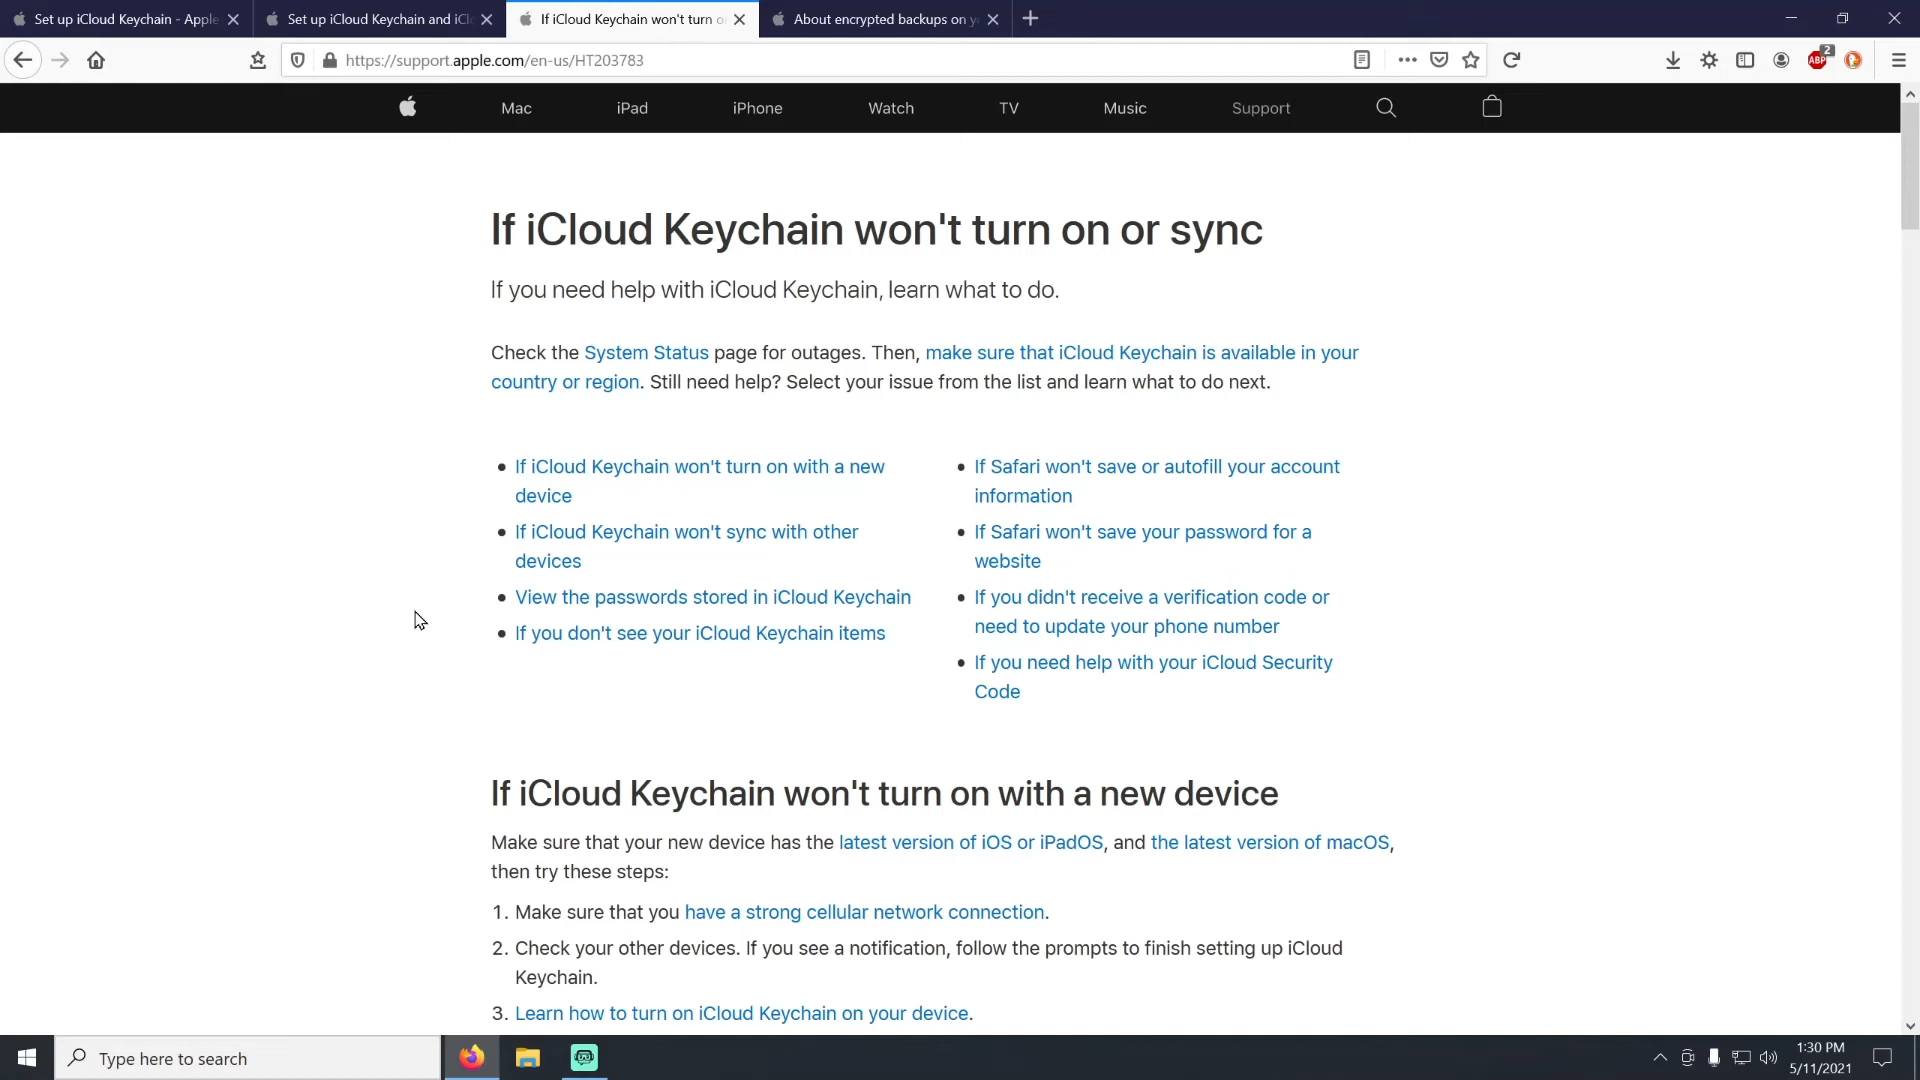 Set up iCloud Keychain - Apple
Set up iCloud Keychain and iCl
If iCloud Keychain won't turn o
About encrypted backups on y
https://support.apple.com/en-us/HT203783
ABP
2
Mac
iPad
iPhone
Watch
TV
Music
Support
If iCloud Keychain won't turn on or sync
If you need help with iCloud Keychain, learn what to do.
Check the System Status page for outages. Then, make sure that iCloud Keychain is available in your
country or region. Still need help? Select your issue from the list and learn what to do next.
If iCloud Keychain won't turn on with a new
device
If iCloud Keychain won't sync with other
devices
View the passwords stored in iCloud Keychain
If you don't see your iCloud Keychain items
If Safari won't save or autofill your account
information
If Safari won't save your password for a
website
If you didn't receive a verification code or
need to update your phone number
If you need help with your iCloud Security
Code
If iCloud Keychain won't turn on with a new device
Make sure that your new device has the latest version of iOS or iPadOS, and the latest version of macOS,
then try these steps:
1. Make sure that you have a strong cellular network connection.
2. Check your other devices. If you see a notification, follow the prompts to finish setting up iCloud
Keychain.
3. Learn how to turn on iCloud Keychain on your device.
Type here to search
1:30 PM
5/11/2021